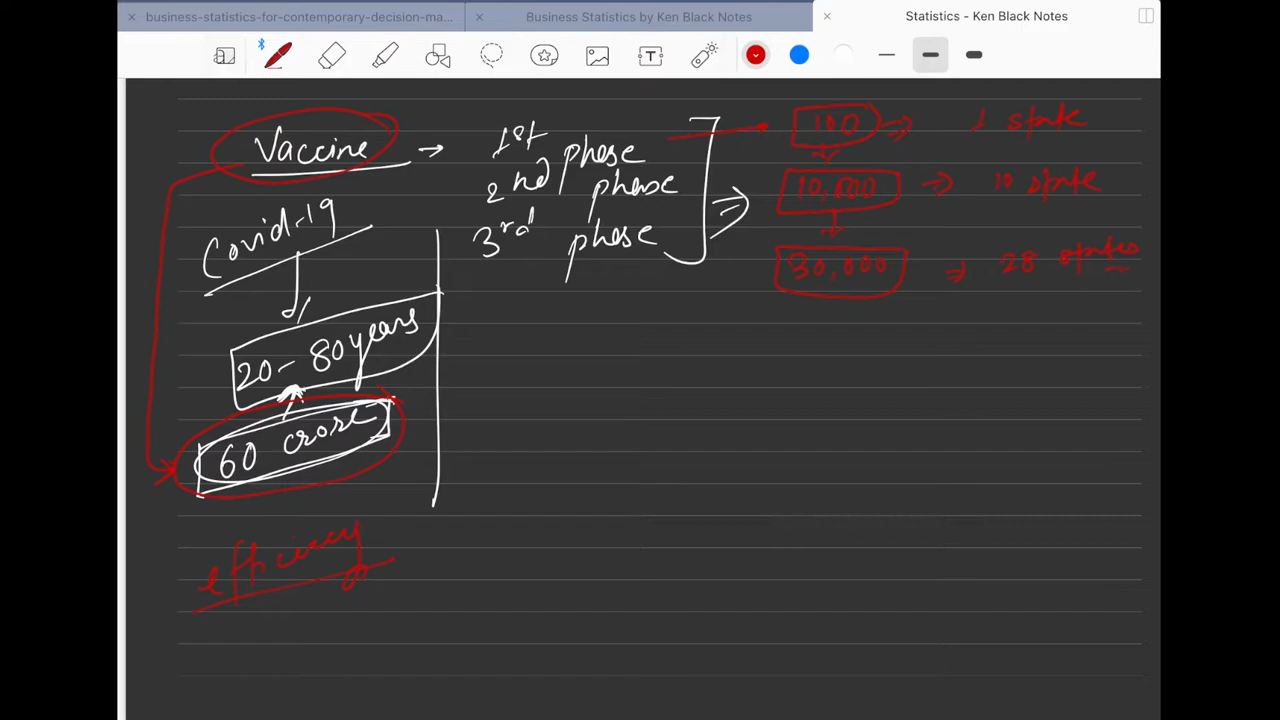 business-statistics-for-contemporary-decision-ma...
Business Statistics by Ken Black Notes
Statistics - Ken Black Notes
Vaccine → 1st phase
2nd phase
3rd phase
Covid-19
20 - 80 years
60 crore
efficiency
100 ⇒ 1 state
10,000 ⇒ 10 state
30,000 ⇒ 28 states